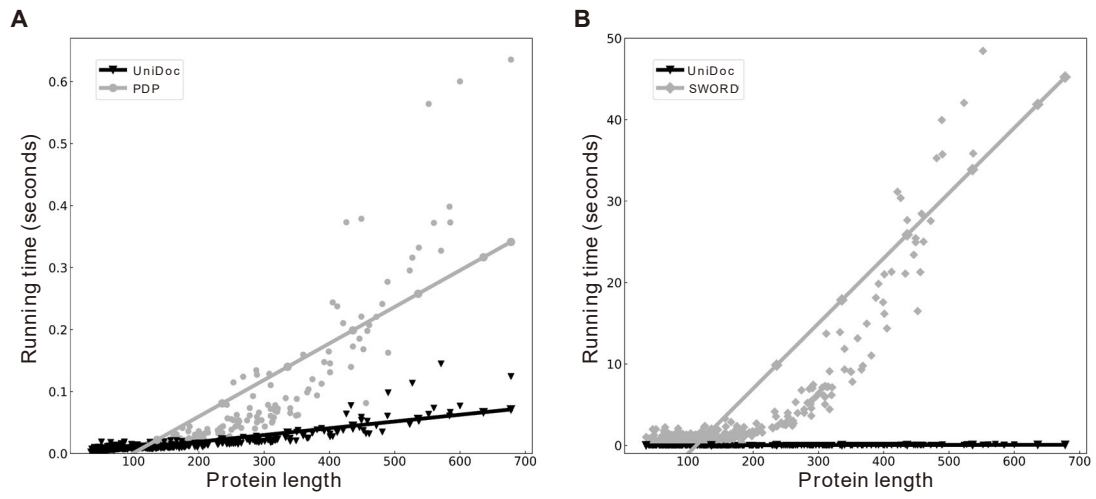 A
B
0.6
0.5
0.4
0.3
0.2
0.1
0.0
Running time (seconds)
UniDoc
PDP
100 200 300 400 500 600 700
Protein length
50
40
30
20
10
0
Running time (seconds)
UniDoc
SWORD
100 200 300 400 500 600 700
Protein length